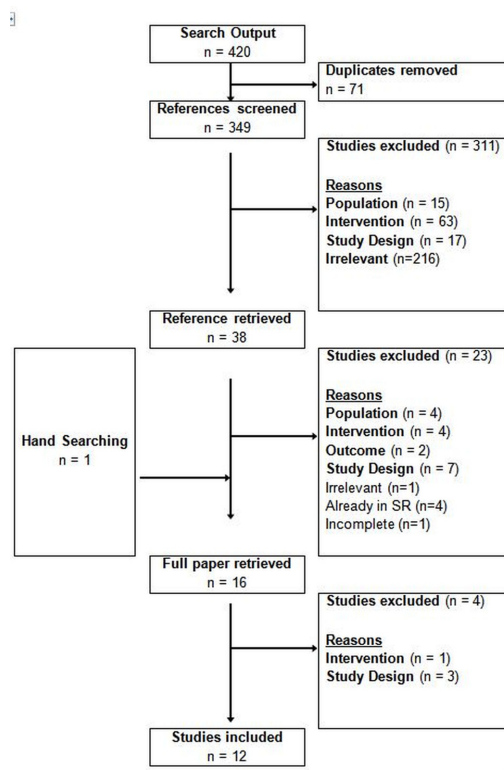 Search Output
n = 420
Duplicates removed
n = 71
References screened
n = 349
Studies excluded (n = 311)
Reasons
Population (n = 15)
Intervention (n = 63)
Study Design (n = 17)
Irrelevant (n=216)
Reference retrieved
n = 38
Studies excluded (n = 23)
Reasons
Population (n = 4)
Intervention (n = 4)
Outcome (n = 2)
Study Design (n = 7)
Irrelevant (n=1)
Already in SR (n=4)
Incomplete (n=1)
Hand Searching
n = 1
Full paper retrieved
n = 16
Studies excluded (n = 4)
Reasons
Intervention (n = 1)
Study Design (n = 3)
Studies included
n = 12